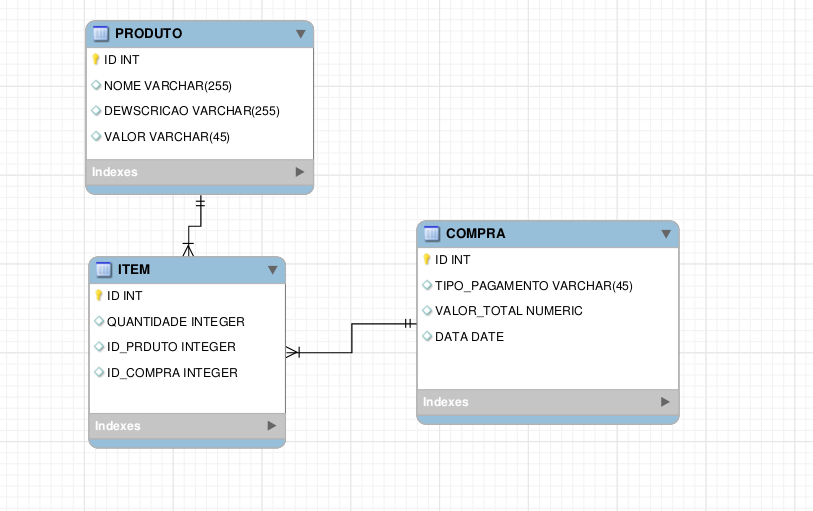 PRODUTO
ID INT
NOME VARCHAR(255)
DEWSCRICAO VARCHAR(255)
VALOR VARCHAR(45)
Indexes
ITEM
ID INT
QUANTIDADE INTEGER
ID_PRDUTO INTEGER
ID_COMPRA INTEGER
Indexes
COMPRA
ID INT
TIPO_PAGAMENTO VARCHAR(45)
VALOR_TOTAL NUMERIC
DATA DATE
Indexes